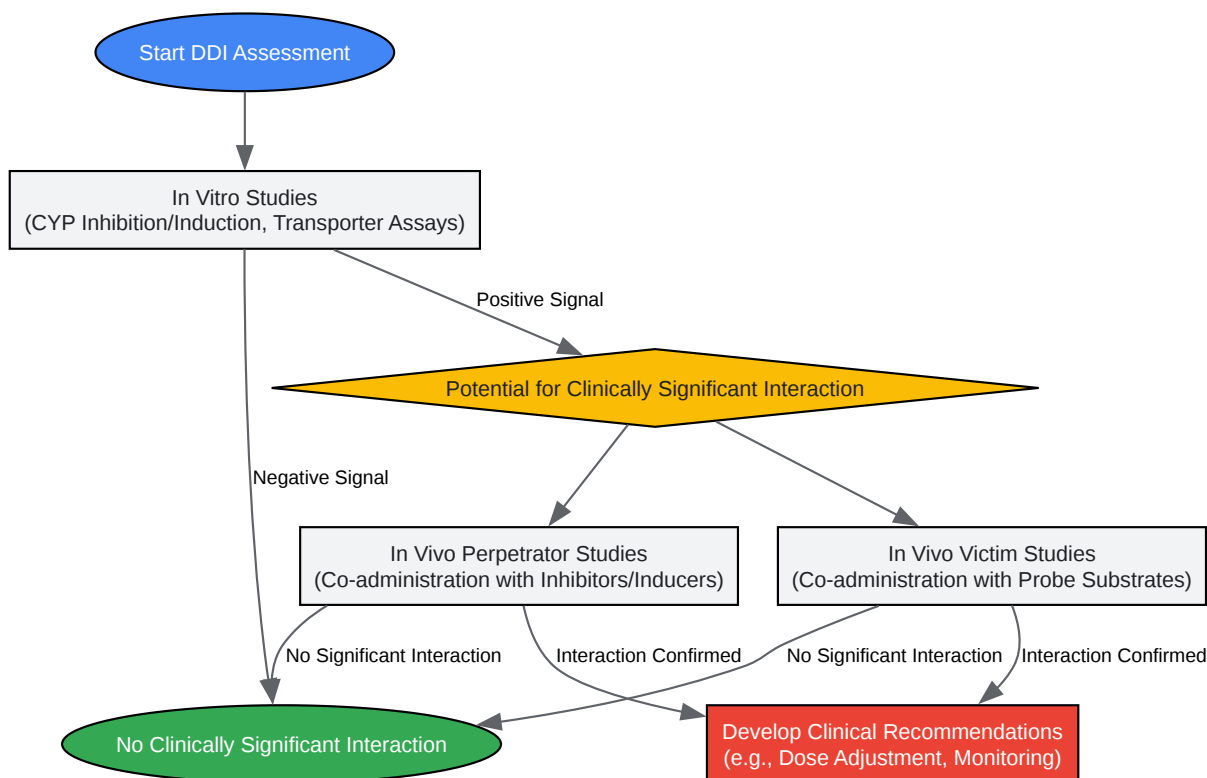 Start DDI Assessment
In Vitro Studies
(CYP Inhibition/Induction, Transporter Assays)
Positive Signal
Potential for Clinically Significant Interaction
Negative Signal
In Vivo Perpetrator Studies
(Co-administration with Inhibitors/Inducers)
In Vivo Victim Studies
(Co-administration with Probe Substrates)
No Significant Interaction
Interaction Confirmed
No Significant Interaction
Interaction Confirmed
No Clinically Significant Interaction
Develop Clinical Recommendations
(e.g., Dose Adjustment, Monitoring)